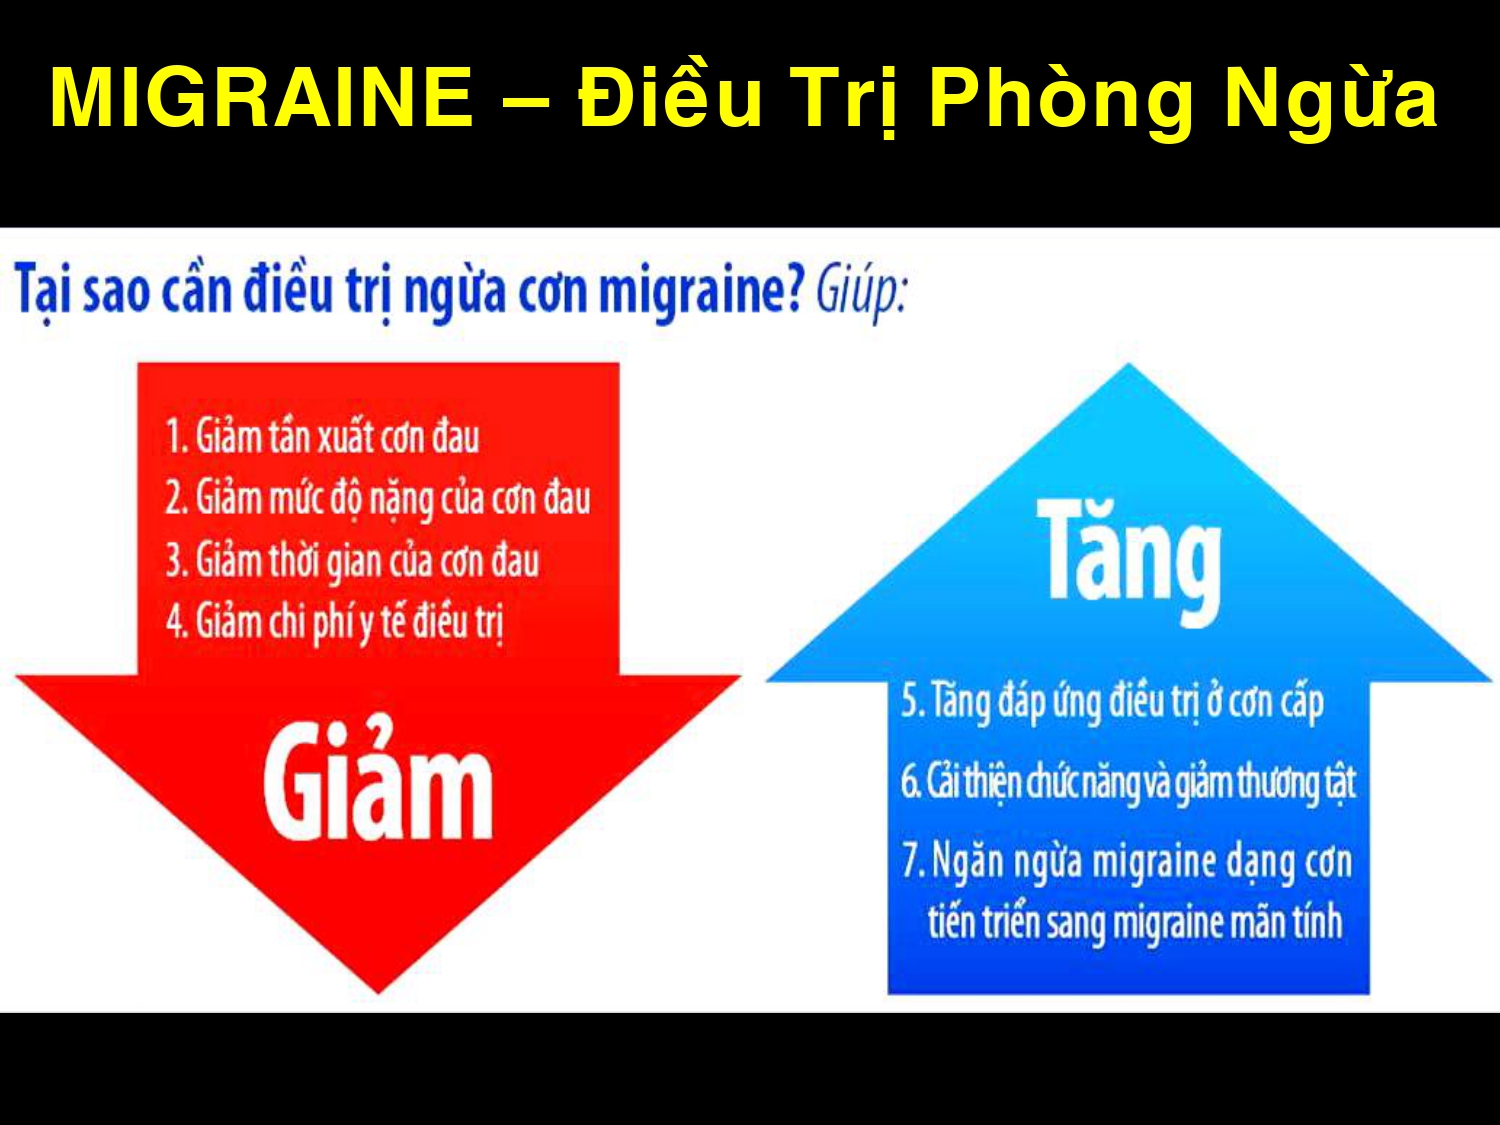 MIGRAINE – Điều Trị Phòng Ngừa
Tại sao cần điều trị ngừa cơn migraine? Giúp:
1. Giảm tần xuất cơn đau
2. Giảm mức độ nặng của cơn đau
3. Giảm thời gian của cơn đau
4. Giảm chi phí y tế điều trị
Giảm
Tăng
5. Tăng đáp ứng điều trị ở cơn cấp
6. Cải thiện chức năng và giảm thương tật
7. Ngăn ngừa migraine dạng cơn
tiến triển sang migraine mãn tính